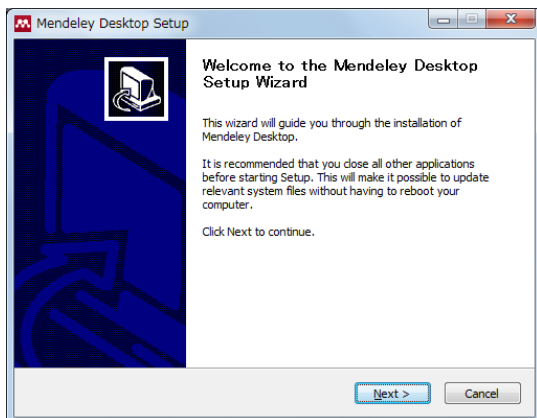 Mendeley Desktop Setup
Welcome to the Mendeley Desktop
Setup Wizard
This wizard will guide you through the installation of
Mendeley Desktop.
It is recommended that you close all other applications
before starting Setup. This will make it possible to update
relevant system files without having to reboot your
computer.
Click Next to continue.
Next >
Cancel